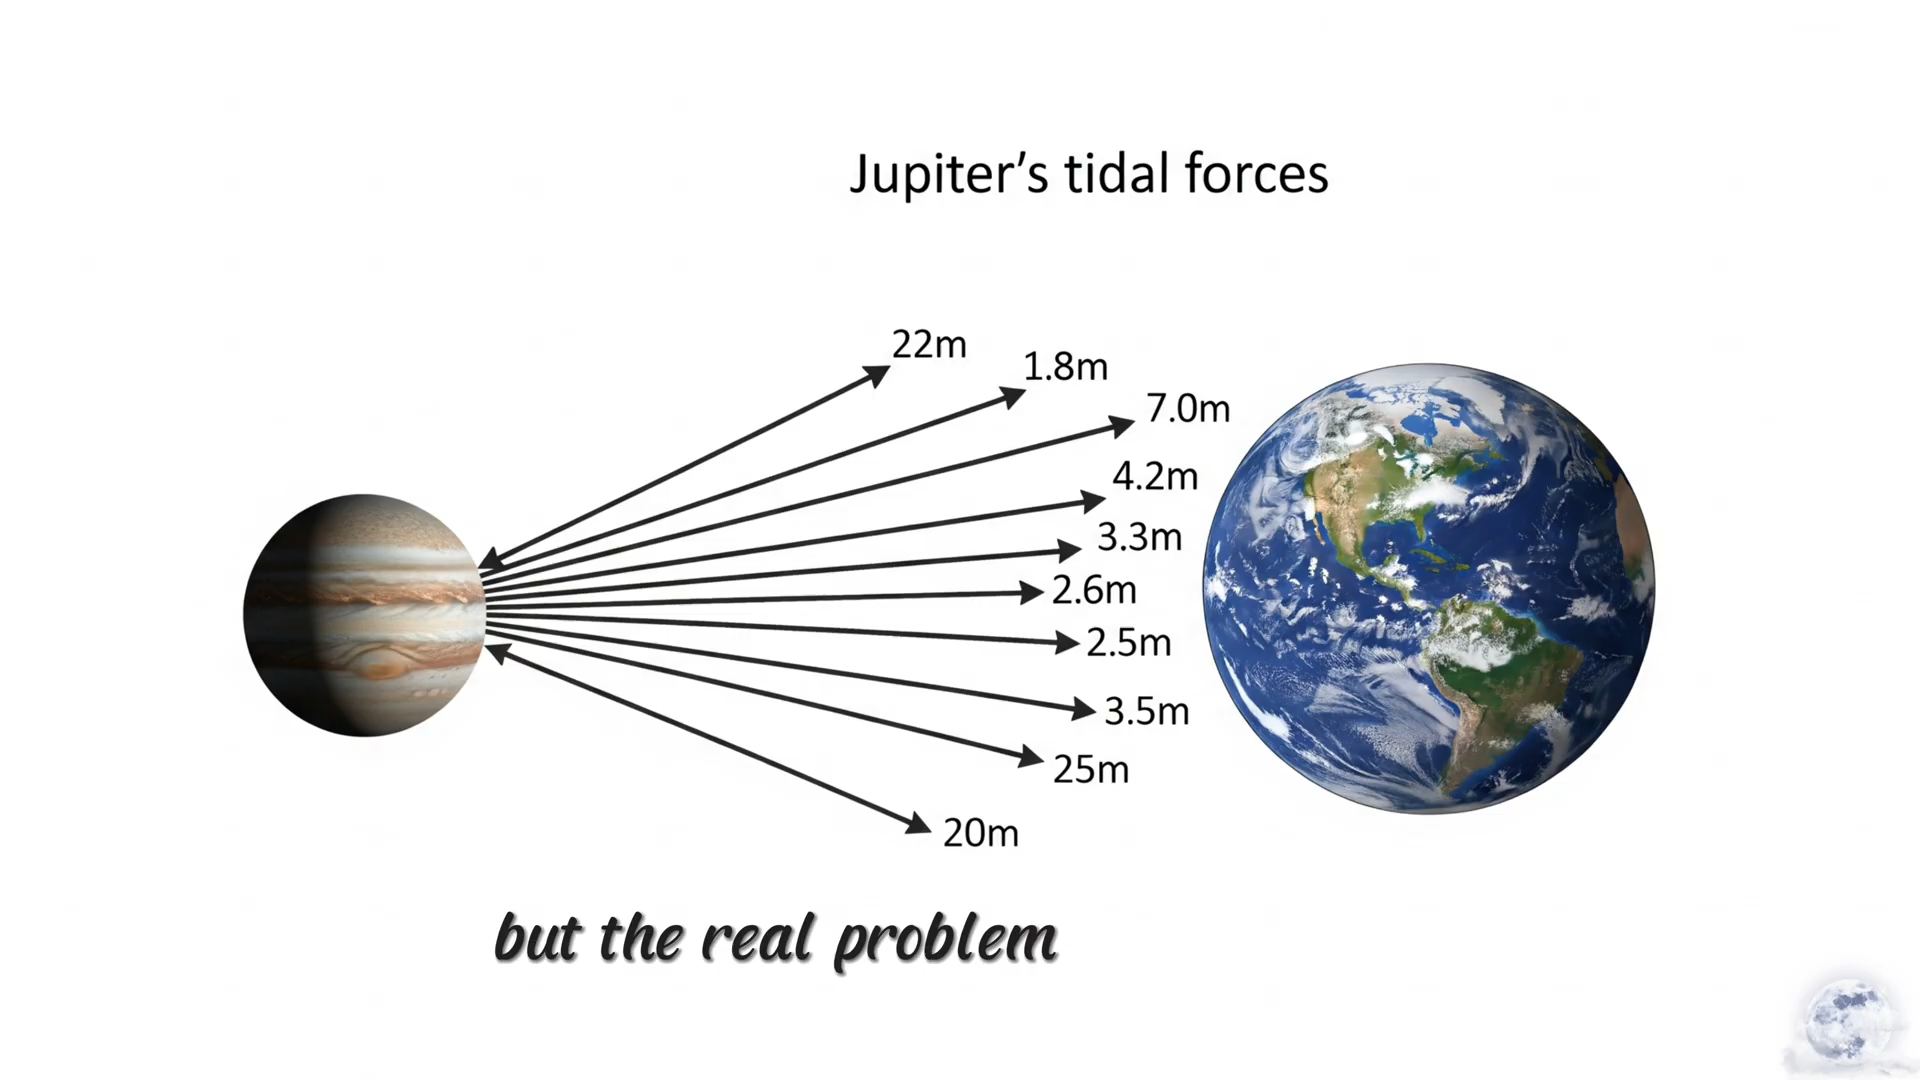 Jupiter’s tidal forces
22m
1.8m
7.0m
4.2m
3.3m
2.6m
2.5m
3.5m
25m
20m
but the real problem